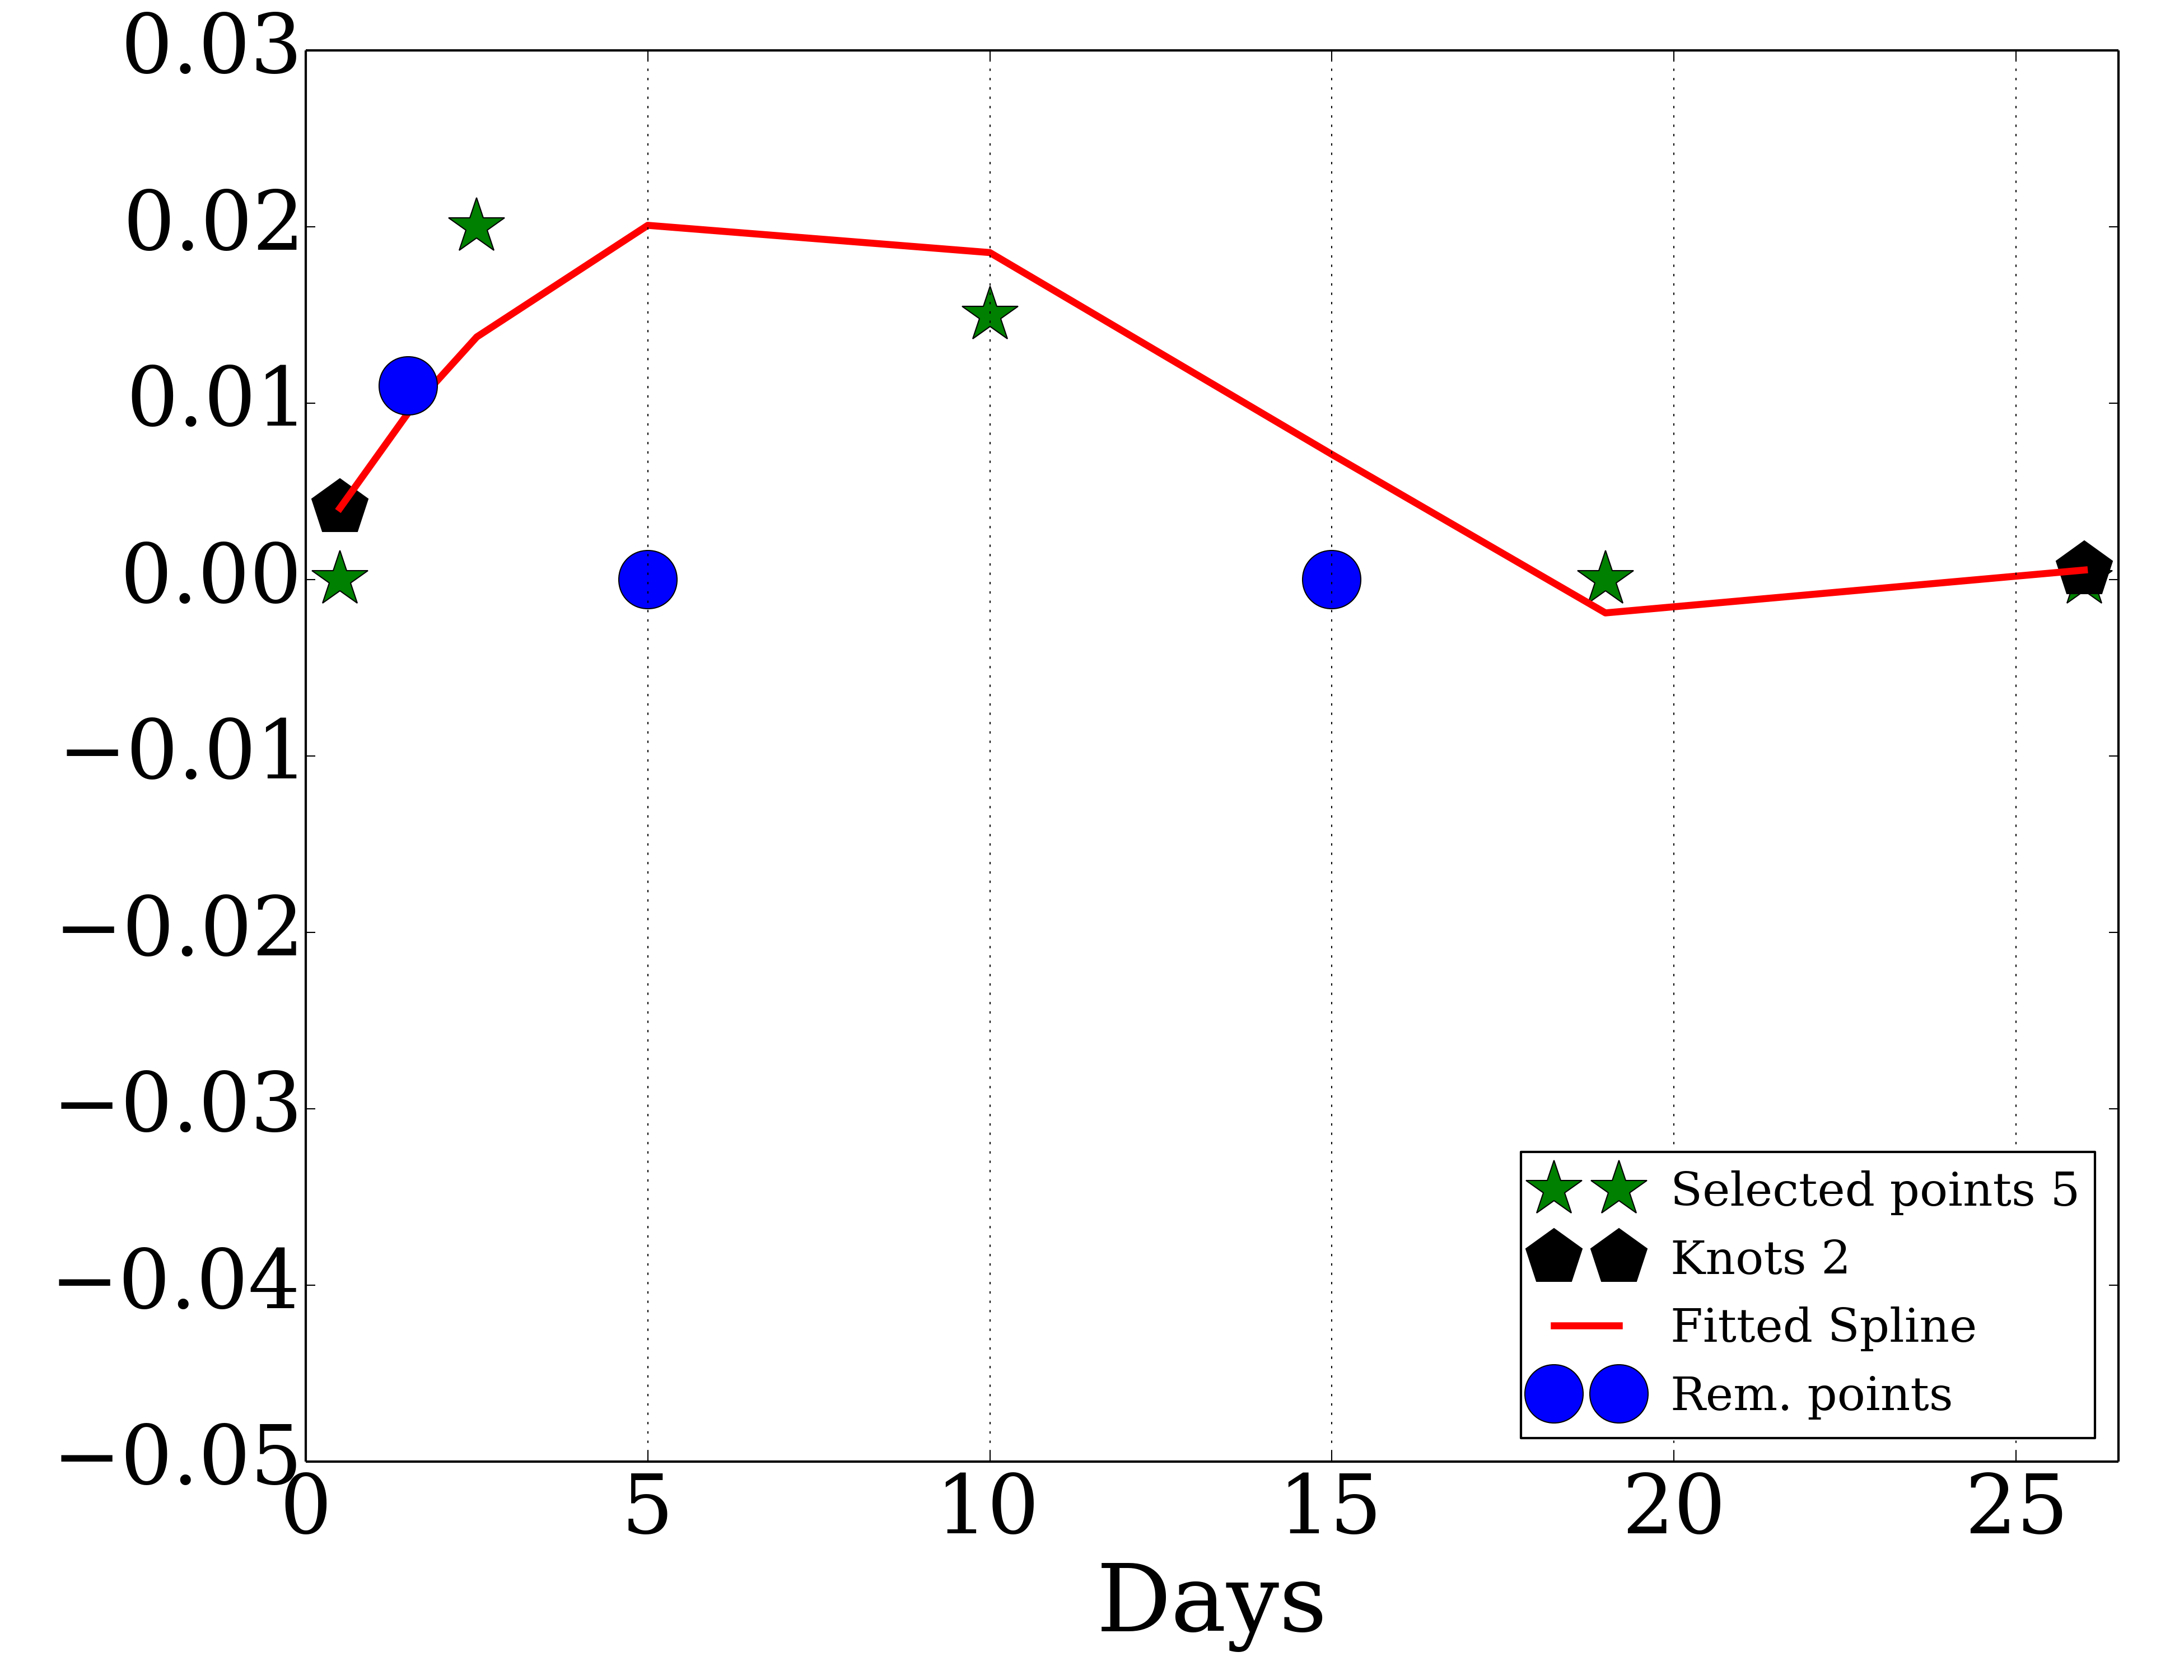 0.03
0.02
0.01
0.00
−0.01
−0.02
−0.03
−0.04
−0.05
0 5 10 15 20 25
Days
Selected points 5
Knots 2
Fitted Spline
Rem. points